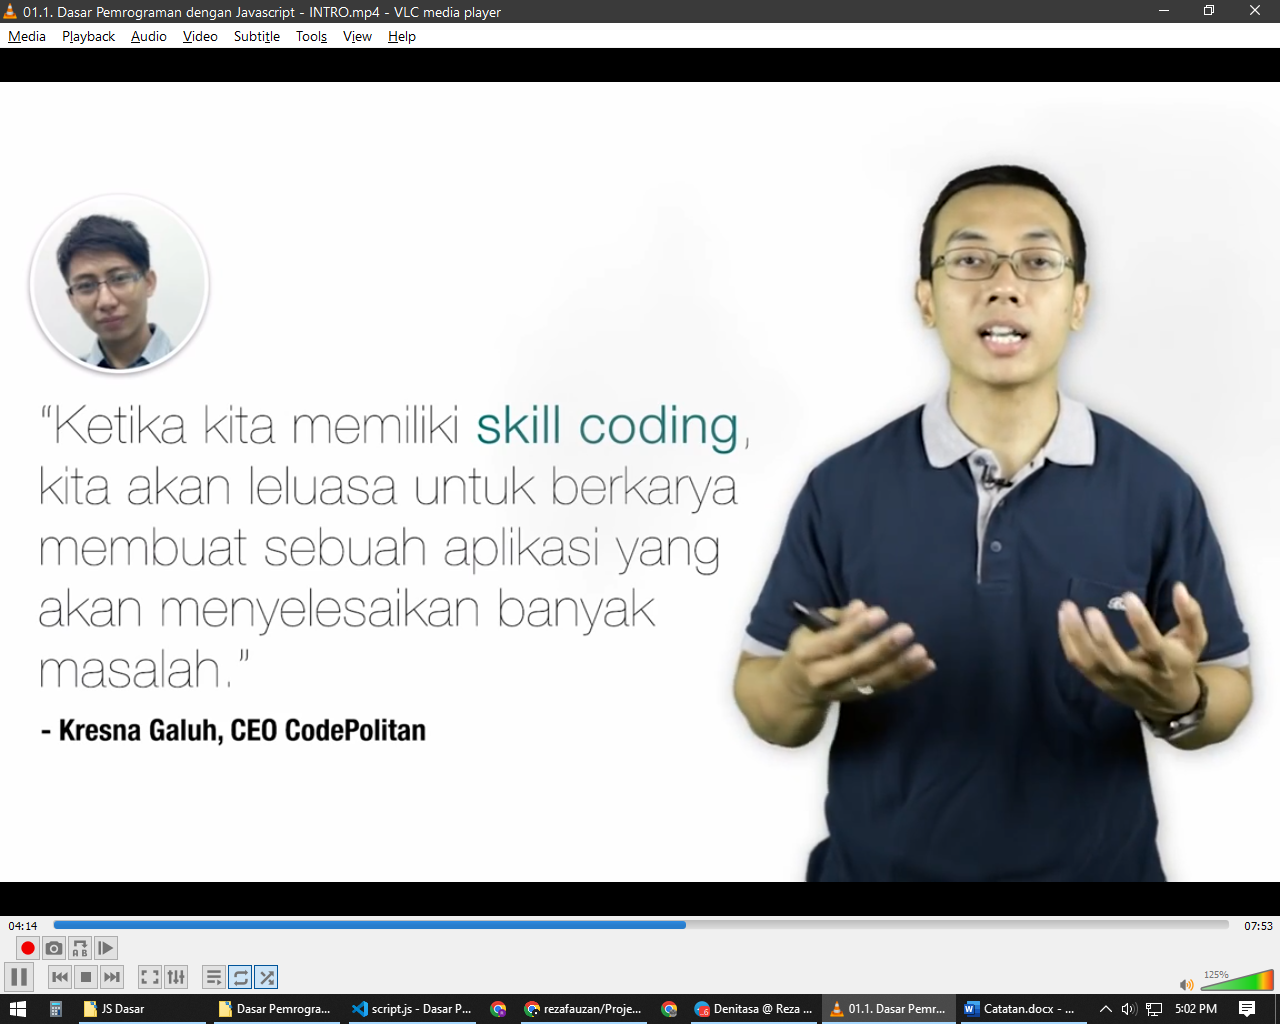 01.1. Dasar Pemrograman dengan Javascript - INTRO.mp4 - VLC media player
Media Playback Audio Video Subtitle Tools View Help
“Ketika kita memiliki skill coding,
kita akan leluasa untuk berkarya
membuat sebuah aplikasi yang
akan menyelesaikan banyak
masalah.”
- Kresna Galuh, CEO CodePolitan
04:14 07:53
A B
125%
JS Dasar Dasar Pemrogra... script.js - Dasar P... rezafauzan/Proje... Denitasa @ Reza ... 01.1. Dasar Pemr... Catatan.docx - ... 5:02 PM